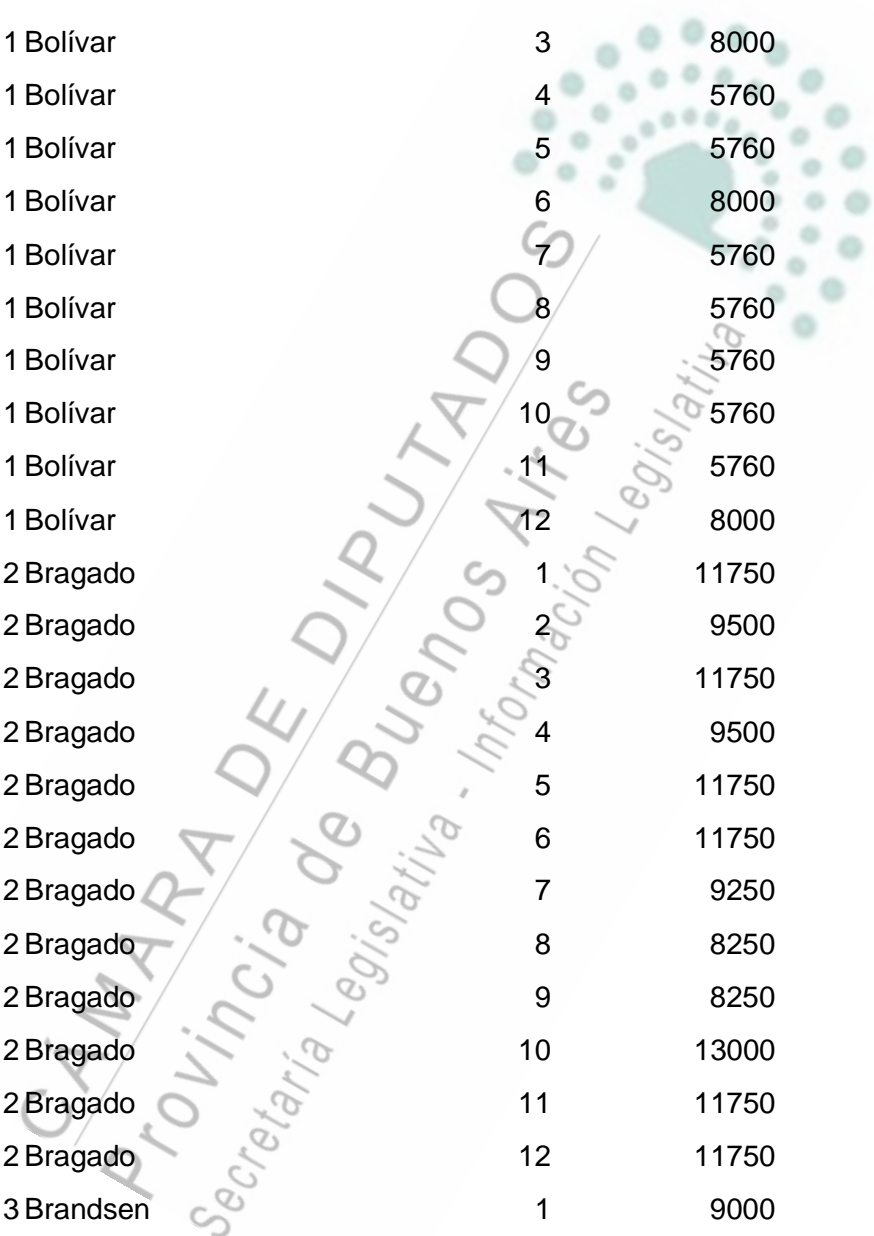 1 Bolívar 3 8000
1 Bolívar 4 5760
1 Bolívar 5 5760
1 Bolívar 6 8000
1 Bolívar 7 5760
1 Bolívar 8 5760
1 Bolívar 9 5760
1 Bolívar 10 5760
1 Bolívar 11 5760
1 Bolívar 12 8000
2 Bragado 1 11750
2 Bragado 2 9500
2 Bragado 3 11750
2 Bragado 4 9500
2 Bragado 5 11750
2 Bragado 6 11750
2 Bragado 7 9250
2 Bragado 8 8250
2 Bragado 9 8250
2 Bragado 10 13000
2 Bragado 11 11750
2 Bragado 12 11750
3 Brandsen 1 9000
CÁMARA DE DIPUTADOS
Provincia de Buenos Aires
Secretaría Legislativa - Información Legislativa